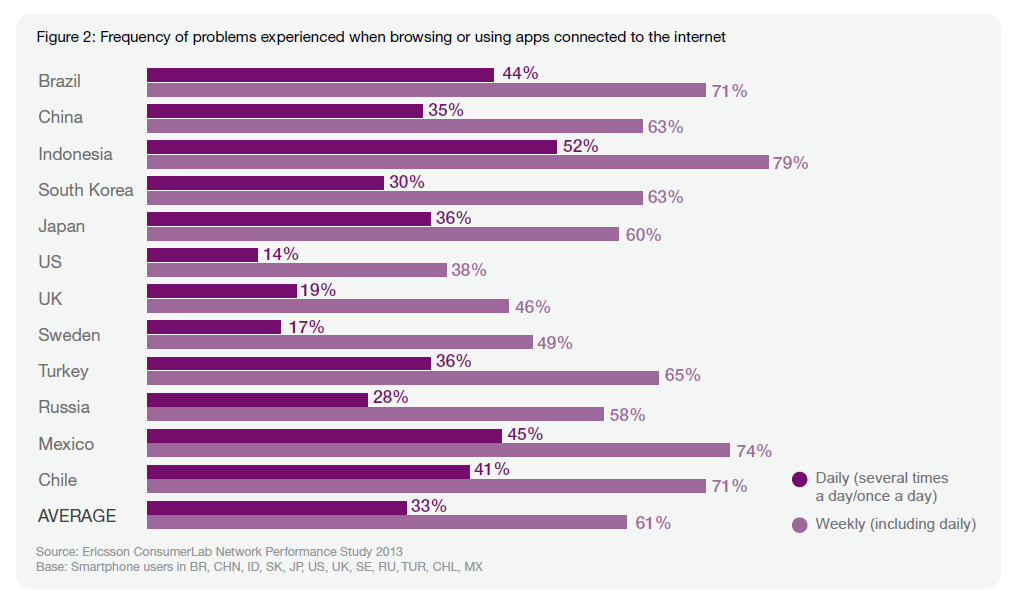 Figure 2: Frequency of problems experienced when browsing or using apps connected to the internet
Brazil
44%
71%
China
35%
63%
Indonesia
52%
79%
South Korea
30%
63%
Japan
36%
60%
US
14%
38%
UK
19%
46%
Sweden
17%
49%
Turkey
36%
65%
Russia
28%
58%
Mexico
45%
74%
Chile
41%
71%
AVERAGE
33%
61%
Daily (several times
a day/once a day)
Weekly (including daily)
Source: Ericsson ConsumerLab Network Performance Study 2013
Base: Smartphone users in BR, CHN, ID, SK, JP, US, UK, SE, RU, TUR, CHL, MX